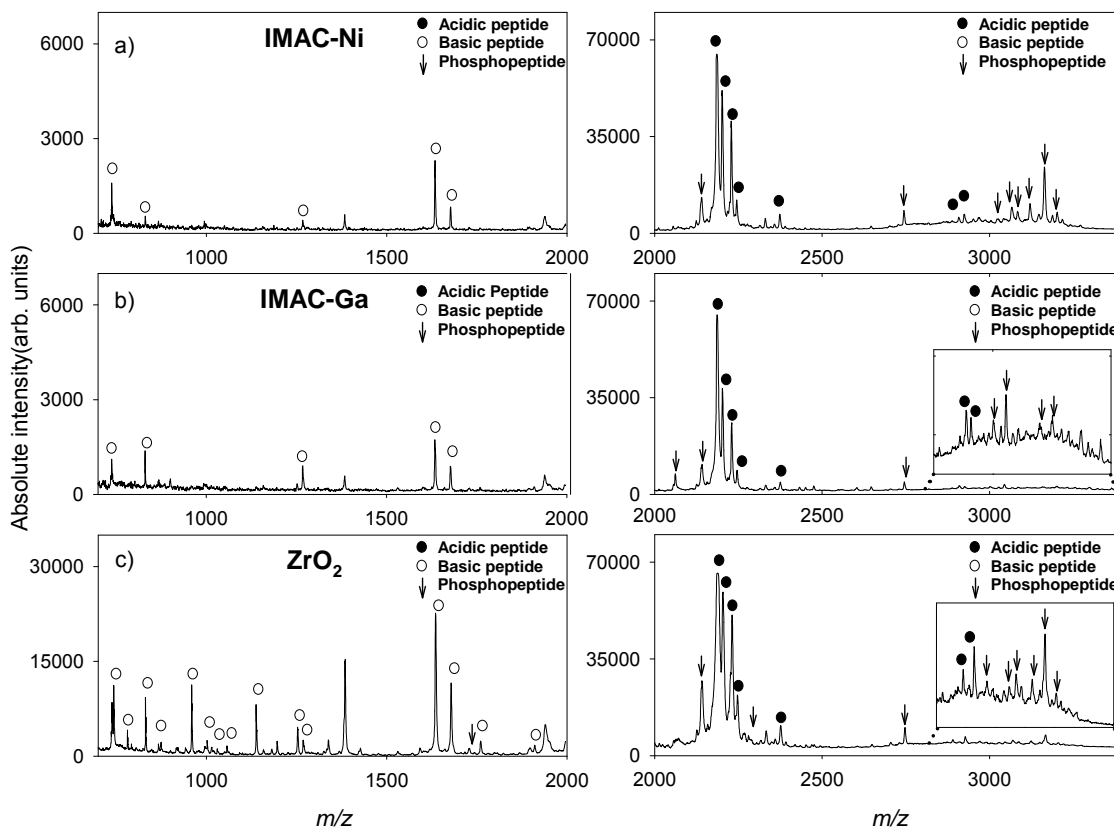 6000
3000
0
a)
IMAC-Ni
Acidic peptide
Basic peptide
Phosphopeptide
1000
1500
2000
70000
35000
0
Acidic peptide
Basic peptide
Phosphopeptide
2000
2500
3000
Absolute intensity(arb. units)
6000
3000
0
b)
IMAC-Ga
Acidic Peptide
Basic peptide
Phosphopeptide
1000
1500
2000
70000
35000
0
Acidic peptide
Basic peptide
Phosphopeptide
2000
2500
3000
30000
15000
0
c)
ZrO2
Acidic peptide
Basic peptide
Phosphopeptide
1000
1500
2000
m/z
70000
35000
0
Acidic peptide
Basic peptide
Phosphopeptide
2000
2500
3000
m/z